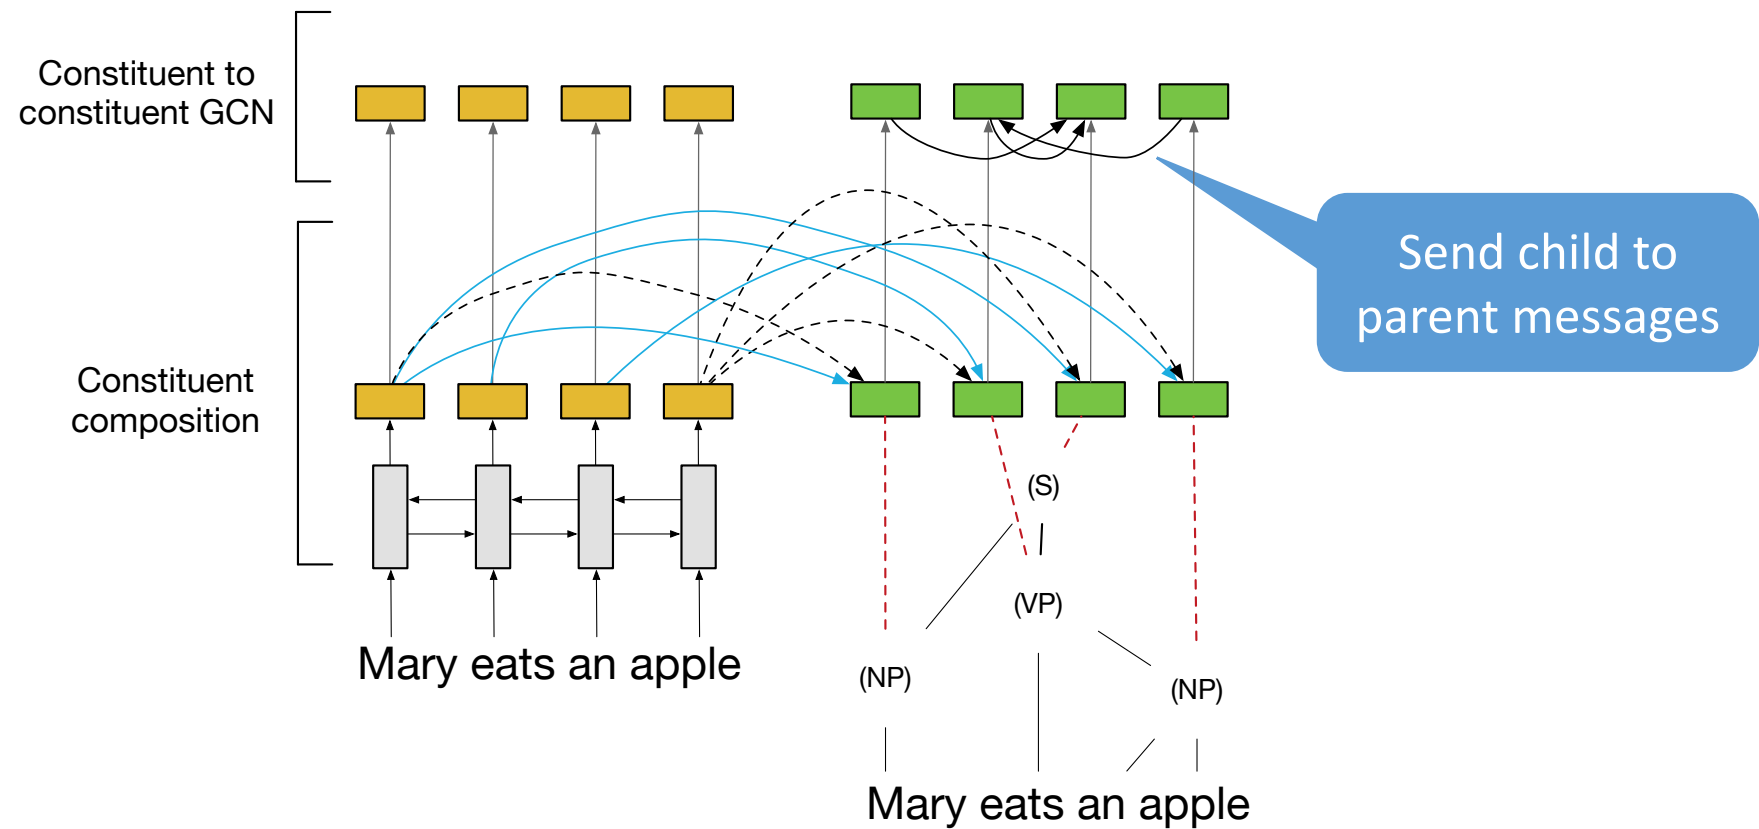 Constituent to
constituent GCN
Send child to
parent messages
Constituent
composition
(S)
(VP)
Mary eats an apple
(NP)
(NP)
Mary eats an apple